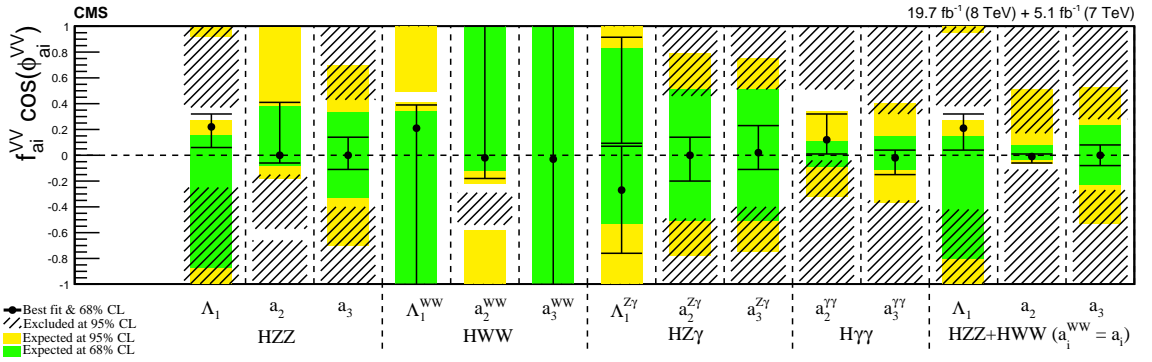 CMS 19.7 fb⁻¹ (8 TeV) + 5.1 fb⁻¹ (7 TeV)
f_{ai}^{VV} cos(ϕ_{ai}^{VV})
1
0.8
0.6
0.4
0.2
0
-0.2
-0.4
-0.6
-0.8
-1
Λ₁ a₂ a₃ Λ₁^{WW} a₂^{WW} a₃^{WW} Λ₁^{Zγ} a₂^{Zγ} a₃^{Zγ} a₂^{γγ} a₃^{γγ} Λ₁ a₂ a₃
HZZ HWW HZγ Hγγ HZZ+HWW (a_i^{WW} = a_i)
Best fit & 68% CL
Excluded at 95% CL
Expected at 95% CL
Expected at 68% CL